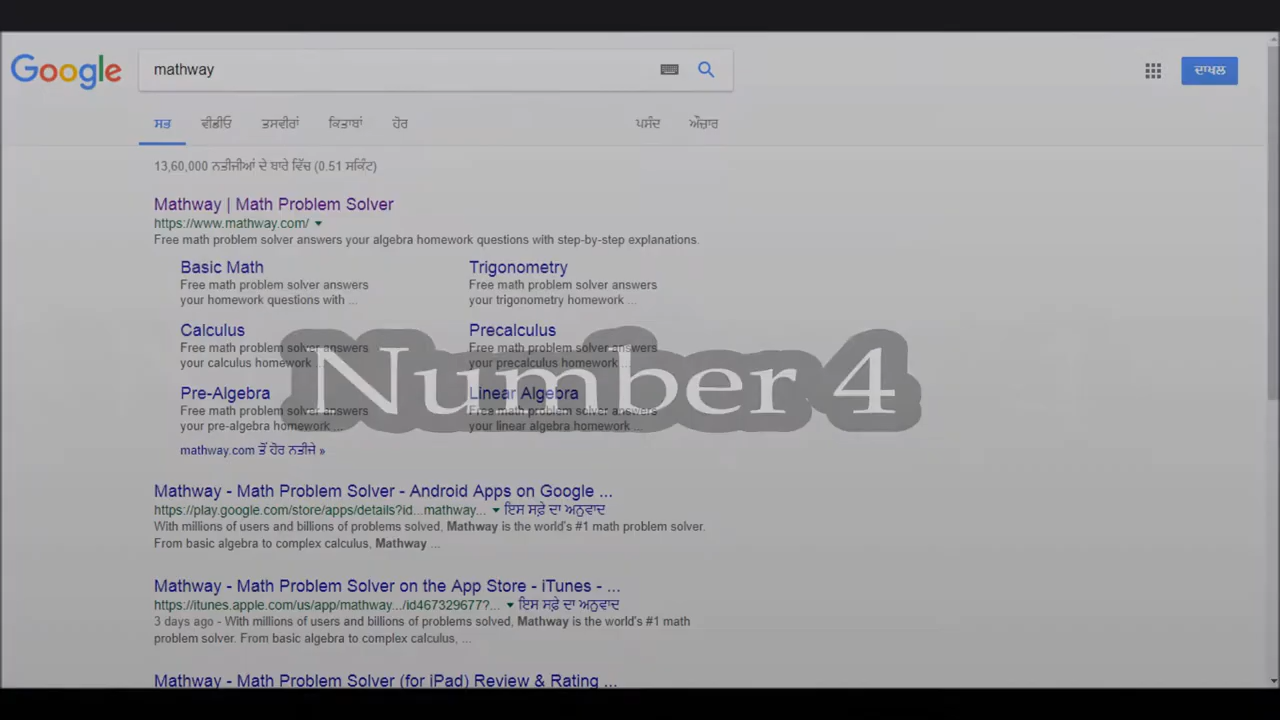 Google mathway ਦਾਖਲ
ਸਭ ਵੀਡੀਓ ਤਸਵੀਰਾਂ ਕਿਤਾਬਾਂ ਹੋਰ ਪਸੰਦ ਔਜ਼ਾਰ
13,60,000 ਨਤੀਜੀਆਂ ਦੇ ਬਾਰੇ ਵਿੱਚ (0.51 ਸਕਿੰਟ)
Mathway | Math Problem Solver
https://www.mathway.com/
Free math problem solver answers your algebra homework questions with step-by-step explanations.
Basic Math
Free math problem solver answers
your homework questions with ...
Trigonometry
Free math problem solver answers
your trigonometry homework ...
Calculus
Free math problem solver answers
your calculus homework ...
Precalculus
Free math problem solver answers
your precalculus homework ...
Number 4
Pre-Algebra
Free math problem solver answers
your pre-algebra homework ...
Linear Algebra
Free math problem solver answers
your linear algebra homework ...
mathway.com ਤੋਂ ਹੋਰ ਨਤੀਜੇ »
Mathway - Math Problem Solver - Android Apps on Google ...
https://play.google.com/store/apps/details?id...mathway... ਇਸ ਸਫ਼ੇ ਦਾ ਅਨੁਵਾਦ
With millions of users and billions of problems solved, Mathway is the world's #1 math problem solver.
From basic algebra to complex calculus, Mathway ...
Mathway - Math Problem Solver on the App Store - iTunes - ...
https://itunes.apple.com/us/app/mathway.../id467329677?... ਇਸ ਸਫ਼ੇ ਦਾ ਅਨੁਵਾਦ
3 days ago - With millions of users and billions of problems solved, Mathway is the world's #1 math
problem solver. From basic algebra to complex calculus, ...
Mathway - Math Problem Solver (for iPad) Review & Rating ...